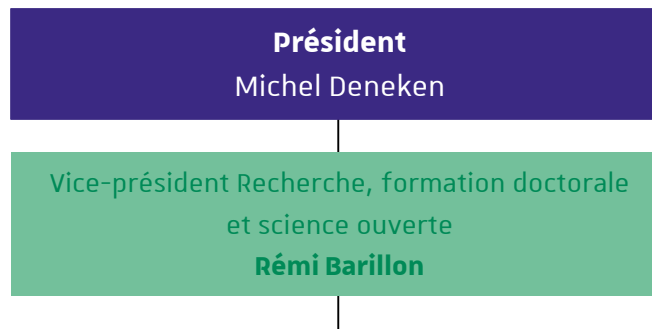 Président
Michel Deneken
Vice-président Recherche, formation doctorale
et science ouverte
Rémi Barillon